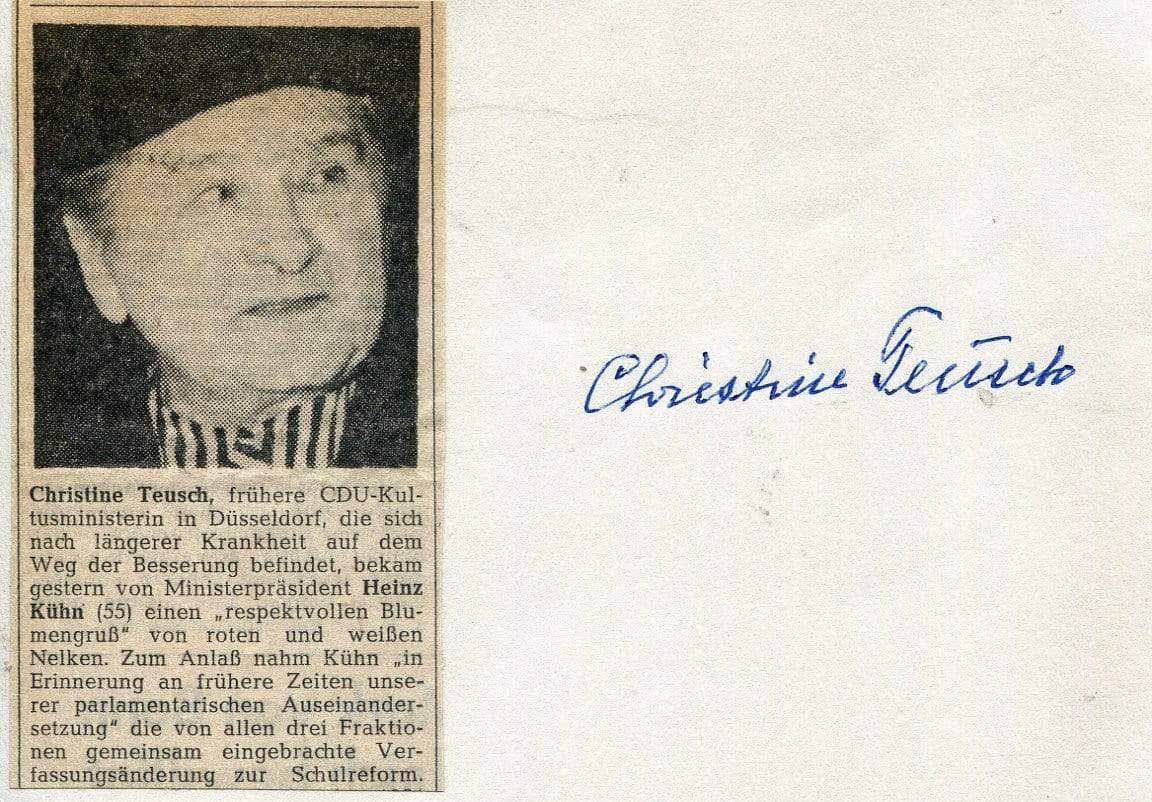 Christine Teusch, frühere CDU-Kul-
tusministerin in Düsseldorf, die sich
nach längerer Krankheit auf dem
Weg der Besserung befindet, bekam
gestern von Ministerpräsident Heinz
Kühn (55) einen „respektvollen Blu-
mengruß“ von roten und weißen
Nelken. Zum Anlaß nahm Kühn „in
Erinnerung an frühere Zeiten unse-
rer parlamentarischen Auseinander-
setzung“ die von allen drei Fraktio-
nen gemeinsam eingebrachte Ver-
fassungsänderung zur Schulreform.
Christine Teusch